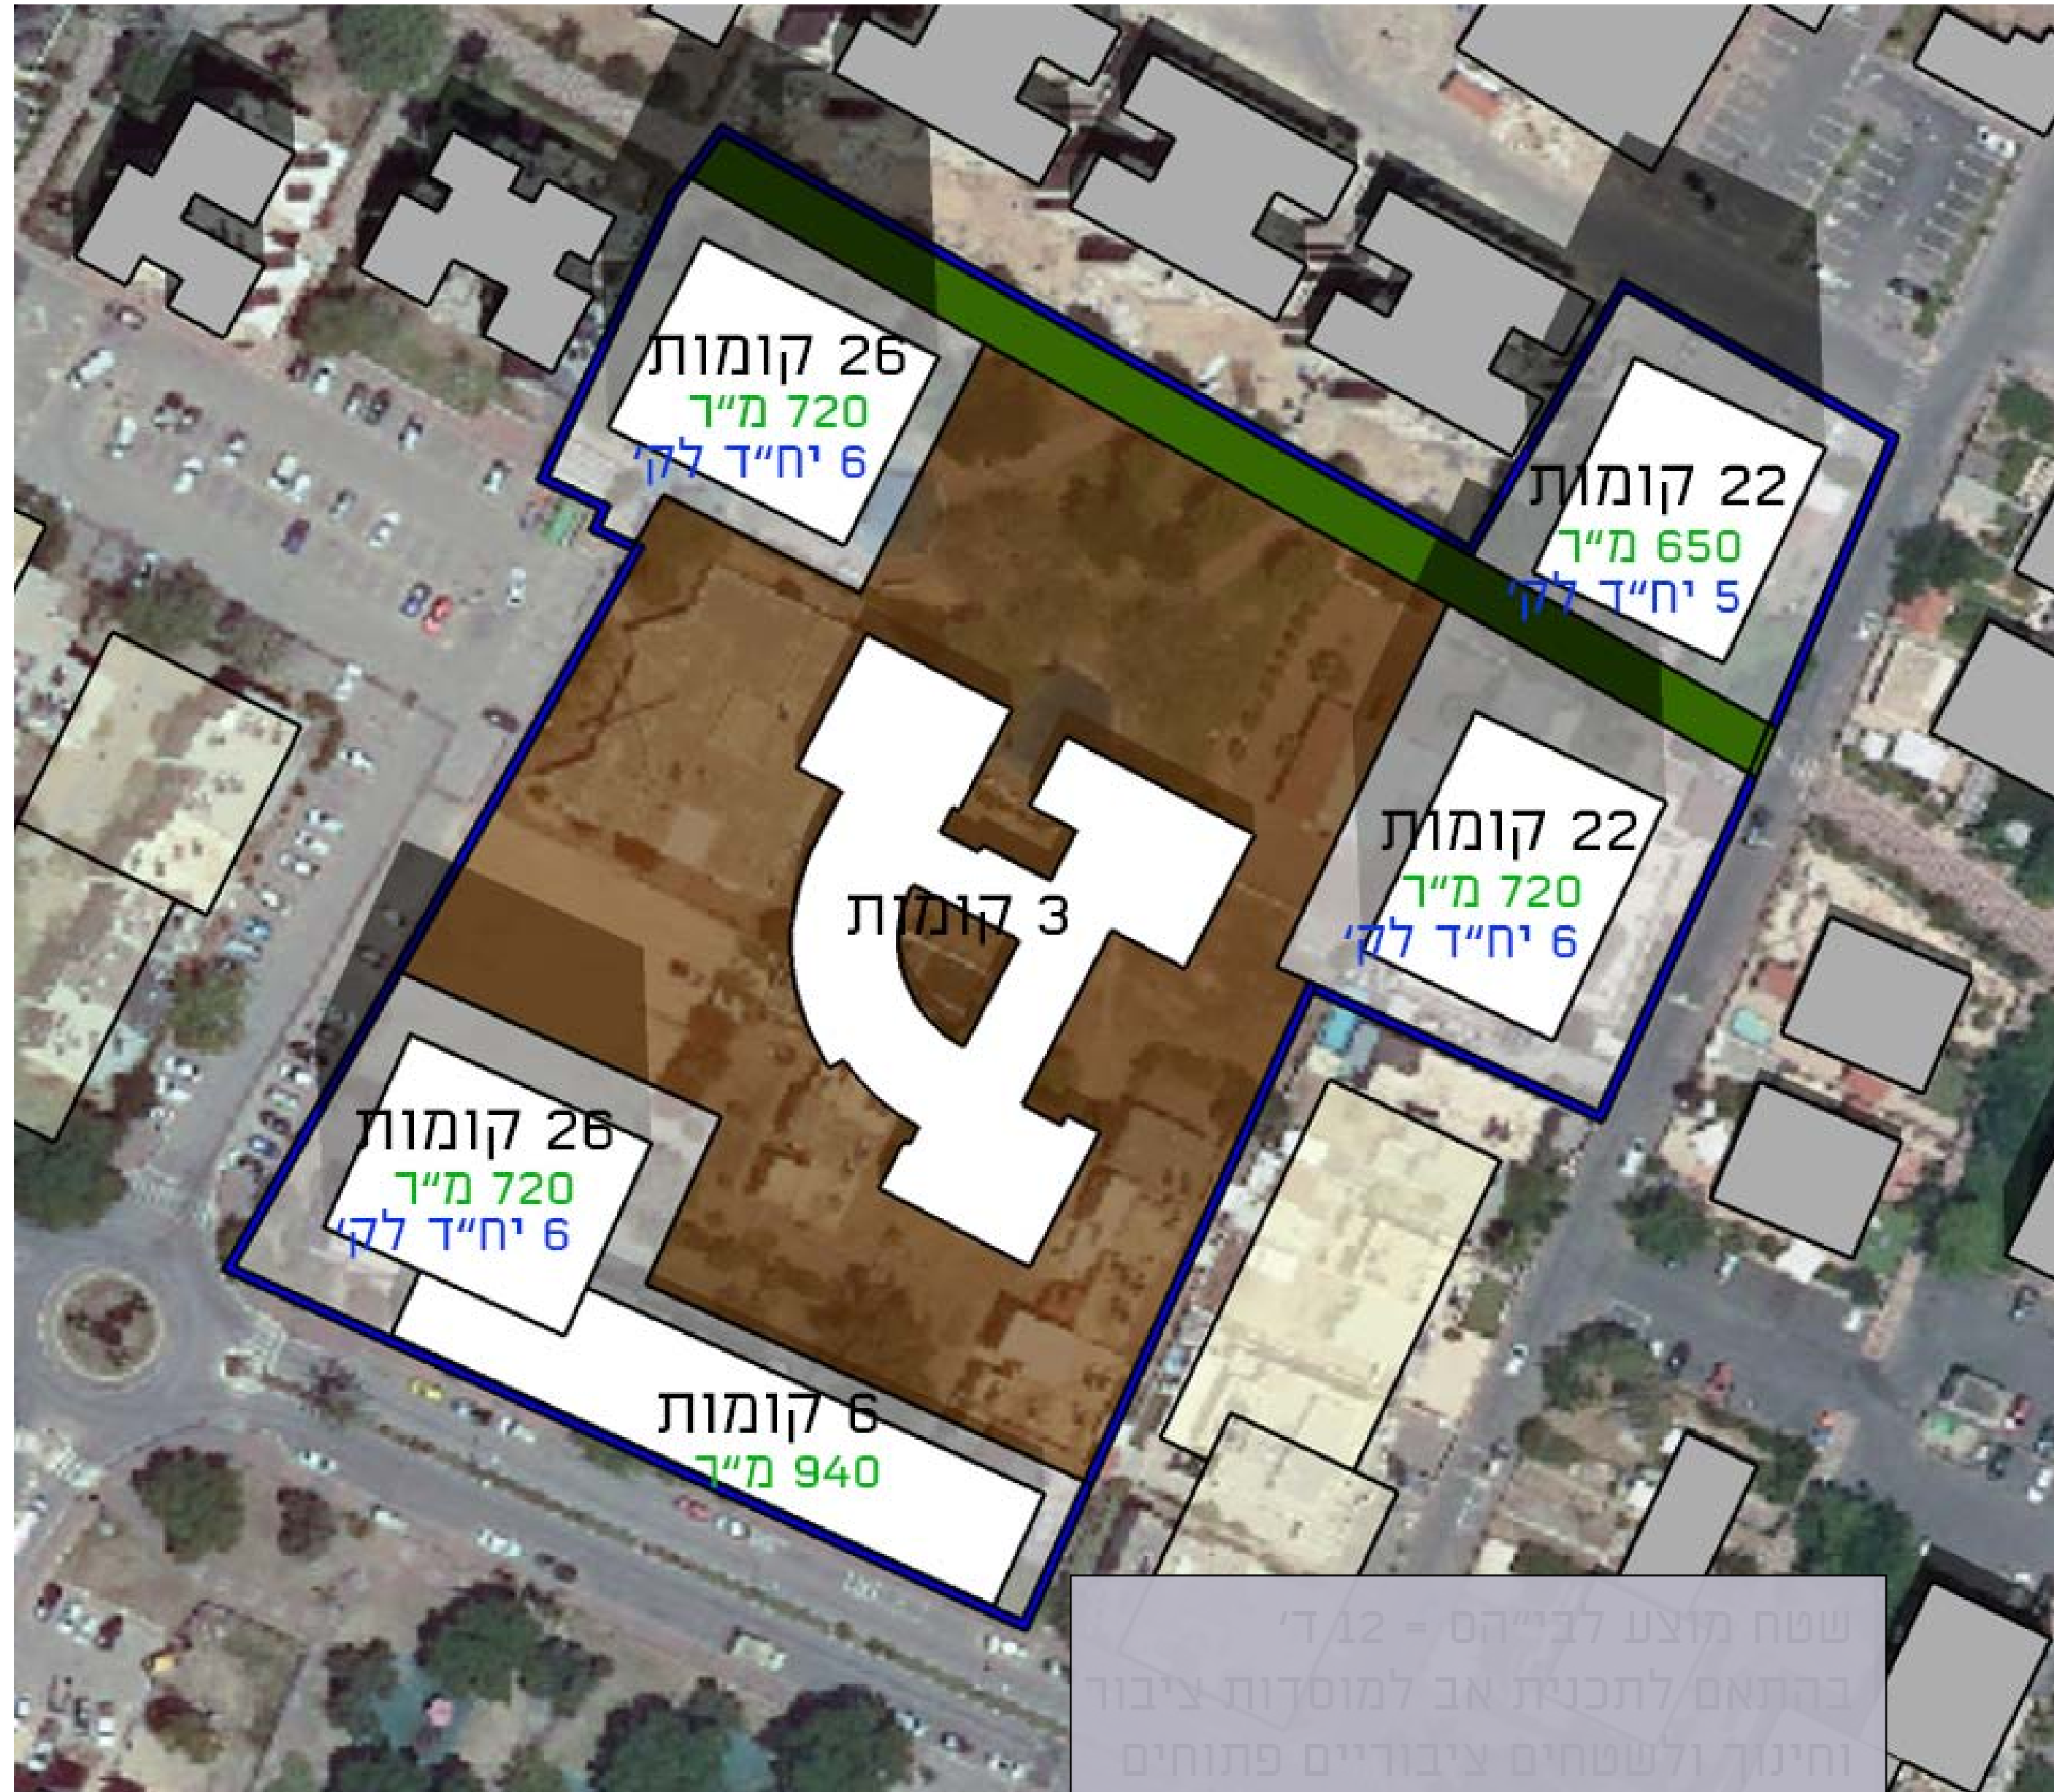 26 קומות
720 מ״ר
6 יח״ד לק׳
22 קומות
650 מ״ר
5 יח״ד לק׳
22 קומות
720 מ״ר
6 יח״ד לק׳
3 קומות
26 קומות
720 מ״ר
6 יח״ד לק׳
6 קומות
940 מ״ר
שטח מוצע לבי״הס = 12 ד׳
בהתאם לתכנית אב למוסדות ציבור
וחינוך ולשטחים ציבוריים פתוחים